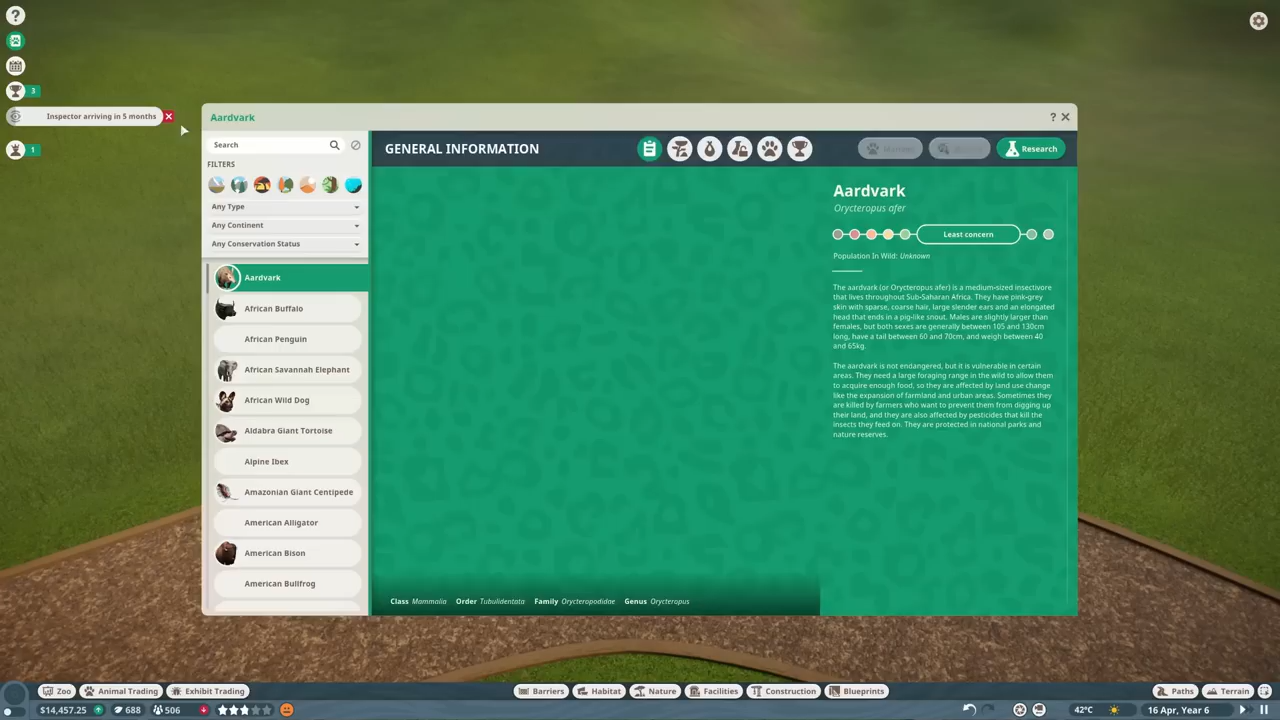 ?
3
Inspector arriving in 5 months
1
Aardvark
?
Search
FILTERS
Any Type
Any Continent
Any Conservation Status
Aardvark
African Buffalo
African Penguin
African Savannah Elephant
African Wild Dog
Aldabra Giant Tortoise
Alpine Ibex
Amazonian Giant Centipede
American Alligator
American Bison
American Bullfrog
GENERAL INFORMATION
Research
Aardvark
Orycteropus afer
Least concern
Population In Wild: Unknown
The aardvark (or Orycteropus afer) is a medium-sized insectivore
that lives throughout Sub-Saharan Africa. They have pink-grey
skin with sparse, coarse hair, large slender ears and an elongated
head that ends in a pig-like snout. Males are slightly larger than
females, but both sexes are generally between 105 and 130cm
long, have a tail between 60 and 70cm, and weigh between 40
and 65kg.
The aardvark is not endangered, but it is vulnerable in certain
areas. They need a large foraging range in the wild to allow them
to acquire enough food, so they are affected by land use change
like the expansion of farmland and urban areas. Sometimes they
are killed by farmers who want to prevent them from digging up
their land, and they are also affected by pesticides that kill the
insects they feed on. They are protected in national parks and
nature reserves.
Class Mammalia Order Tubulidentata Family Orycteropodidae Genus Orycteropus
Zoo Animal Trading Exhibit Trading Barriers Habitat Nature Facilities Construction Blueprints Paths Terrain
$14,457.25 688 506 42°C 16 Apr, Year 6